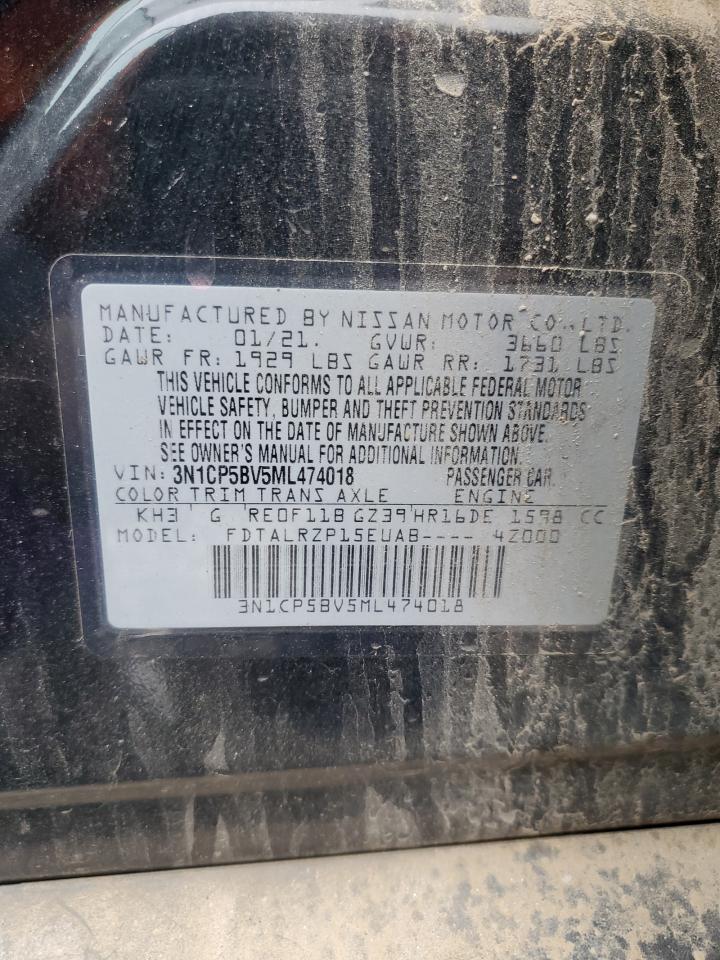 MANUFACTURED BY NISSAN MOTOR CO., LTD.
DATE: 01/21. GVWR: 3660 LBS
GAWR FR: 1929 LBS GAWR RR: 1731 LBS
THIS VEHICLE CONFORMS TO ALL APPLICABLE FEDERAL MOTOR
VEHICLE SAFETY, BUMPER AND THEFT PREVENTION STANDARDS
IN EFFECT ON THE DATE OF MANUFACTURE SHOWN ABOVE.
SEE OWNER'S MANUAL FOR ADDITIONAL INFORMATION.
VIN: 3N1CP5BV5ML474018 PASSENGER CAR.
COLOR TRIM TRANS AXLE ENGINE
KH3 G RE0F11B GZ39 HR16DE 1598 CC
MODEL: FDTALRZP15EUAB---- 4Z000
3N1CP5BV5ML474018